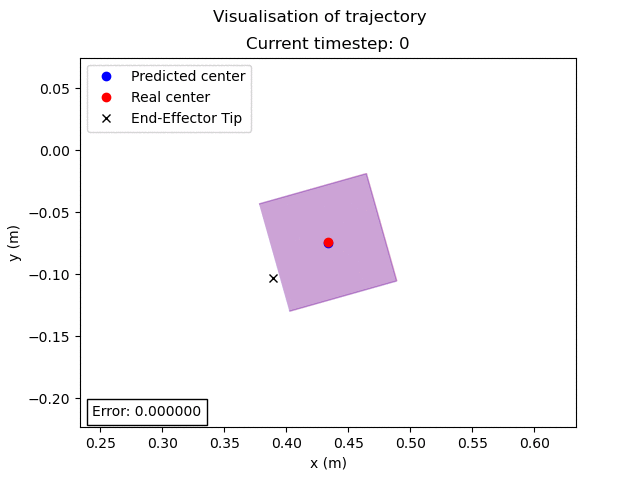 Visualisation of trajectory
Current timestep: 0
Predicted center
Real center
End-Effector Tip
0.05
0.00
−0.05
−0.10
−0.15
−0.20
y (m)
Error: 0.000000
0.25 0.30 0.35 0.40 0.45 0.50 0.55 0.60
x (m)